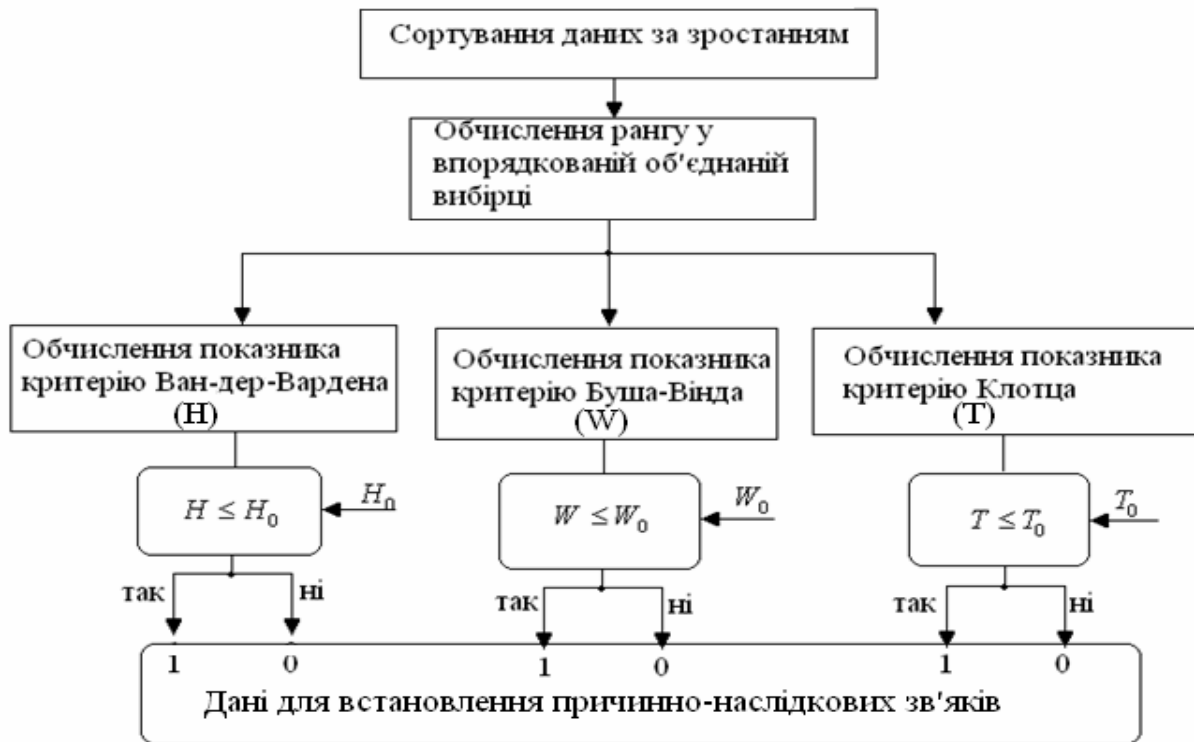 Сортування даних за зростанням
Обчислення рангу у
впорядкованій об'єднаній
вибірці
Обчислення показника
критерію Ван-дер-Вардена
(H)
Обчислення показника
критерію Буша-Вінда
(W)
Обчислення показника
критерію Клотца
(T)
H ≤ H₀
H₀
W ≤ W₀
W₀
T ≤ T₀
T₀
так
ні
так
ні
так
ні
1
0
1
0
1
0
Дані для встановлення причинно-наслідкових зв'яків